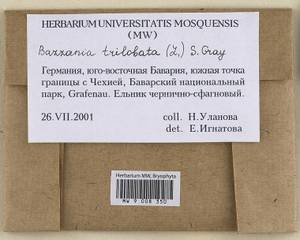 HERBARIUM UNIVERSITATIS MOSQUENSIS
(MW)
Bazzania trilobata (L.) S. Gray
Германия, юго-восточная Бавария, южная точка
границы с Чехией, Баварский национальный
парк, Grafenau. Ельник чернично-сфагновый.
26.VII.2001 coll. Н.Уланова
det. Е.Игнатова
Herbarium MW, Bryophyta
MW 9 008 350